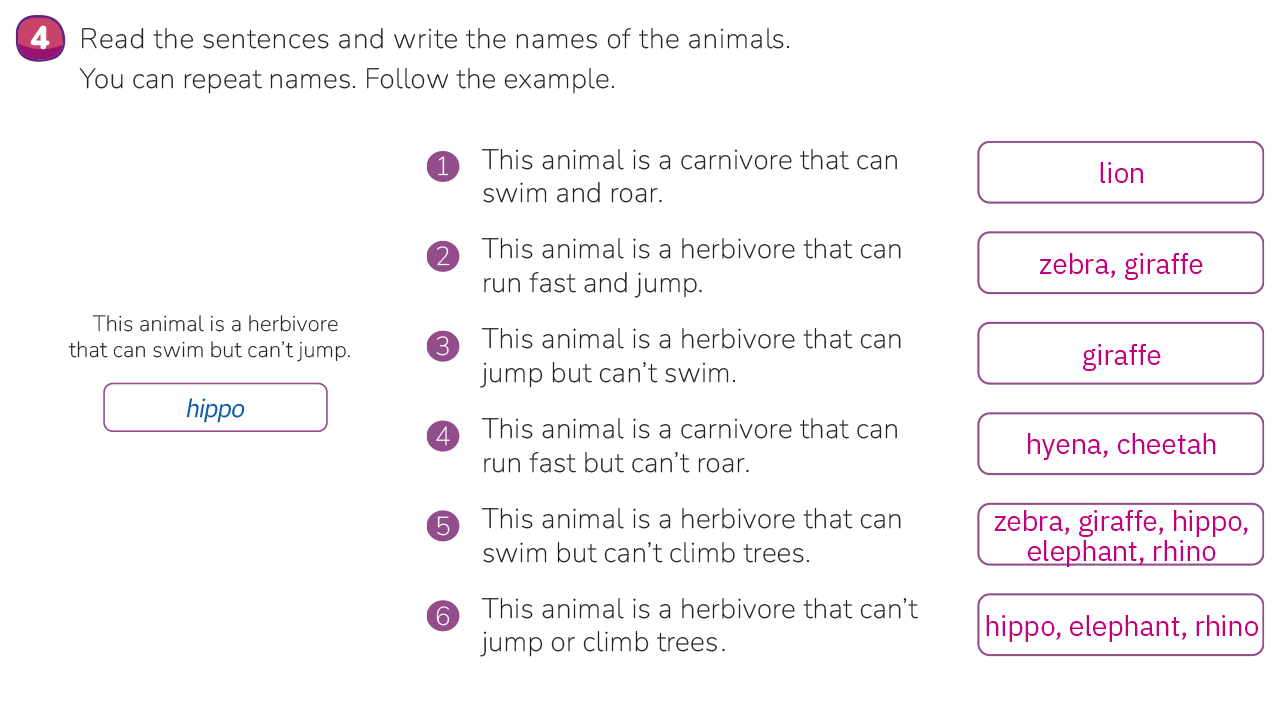 4 Read the sentences and write the names of the animals.
You can repeat names. Follow the example.
This animal is a herbivore
that can swim but can't jump.
hippo
1 This animal is a carnivore that can
swim and roar.
lion
2 This animal is a herbivore that can
run fast and jump.
zebra, giraffe
3 This animal is a herbivore that can
jump but can't swim.
giraffe
4 This animal is a carnivore that can
run fast but can't roar.
hyena, cheetah
5 This animal is a herbivore that can
swim but can't climb trees.
zebra, giraffe, hippo,
elephant, rhino
6 This animal is a herbivore that can't
jump or climb trees.
hippo, elephant, rhino